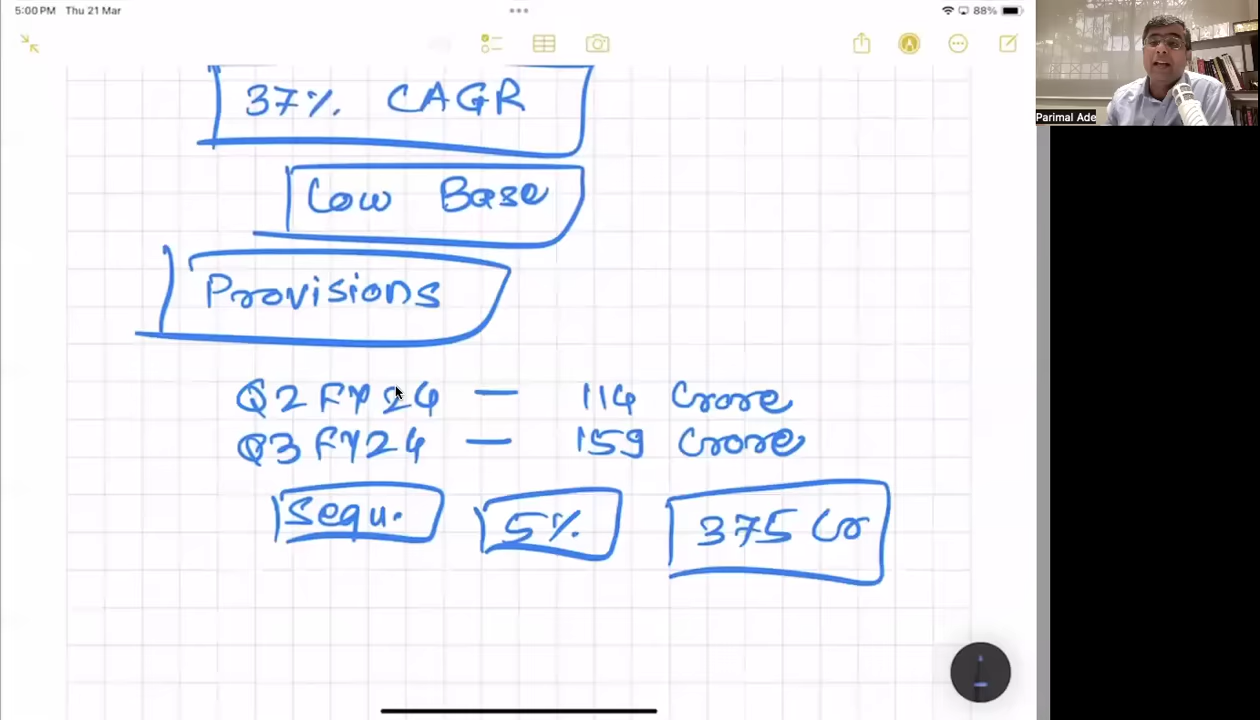 5:00 PM Thu 21 Mar
88%
Parimal Ade
37% CAGR
Low Base
Provisions
Q2 FY24 — 114 Crore
Q3 FY24 — 159 Crore
Sequ. 5% 375 Cr